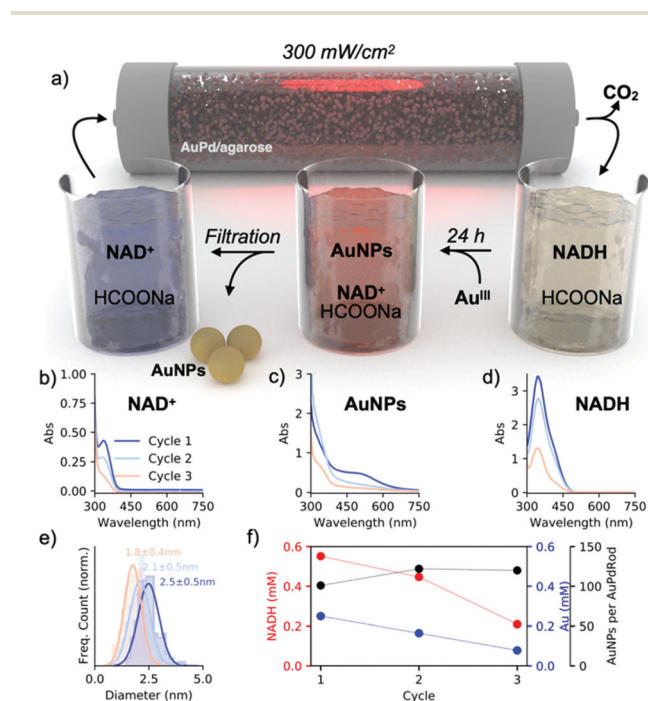 300 mW/cm²
a)
CO₂
AuPd/agarose
NAD⁺
HCOONa
Filtration
AuNPs
NAD⁺
HCOONa
24 h
Auᴵᴵᴵ
NADH
HCOONa
AuNPs
b)
NAD⁺
1.00
0.75
0.50
0.25
0.00
Abs
Cycle 1
Cycle 2
Cycle 3
300 450 600 750
Wavelength (nm)
c)
AuNPs
3
2
1
0
Abs
300 450 600 750
Wavelength (nm)
d)
NADH
3
2
1
0
Abs
300 450 600 750
Wavelength (nm)
e)
1.8±0.4nm
2.1±0.5nm
2.5±0.5nm
Freq. Count (norm.)
0.0 2.5 5.0
Diameter (nm)
f)
0.6
0.4
0.2
0.0
NADH (mM)
0.6
0.4
0.2
0.0
Au (mM)
150
100
50
0
AuNPs per AuPdRod
1 2 3
Cycle